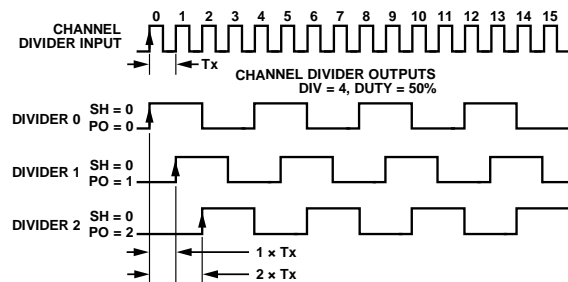 0 1 2 3 4 5 6 7 8 9 10 11 12 13 14 15
CHANNEL
DIVIDER INPUT
Tx
CHANNEL DIVIDER OUTPUTS
DIV = 4, DUTY = 50%
DIVIDER 0
SH = 0
PO = 0
DIVIDER 1
SH = 0
PO = 1
DIVIDER 2
SH = 0
PO = 2
1 × Tx
2 × Tx